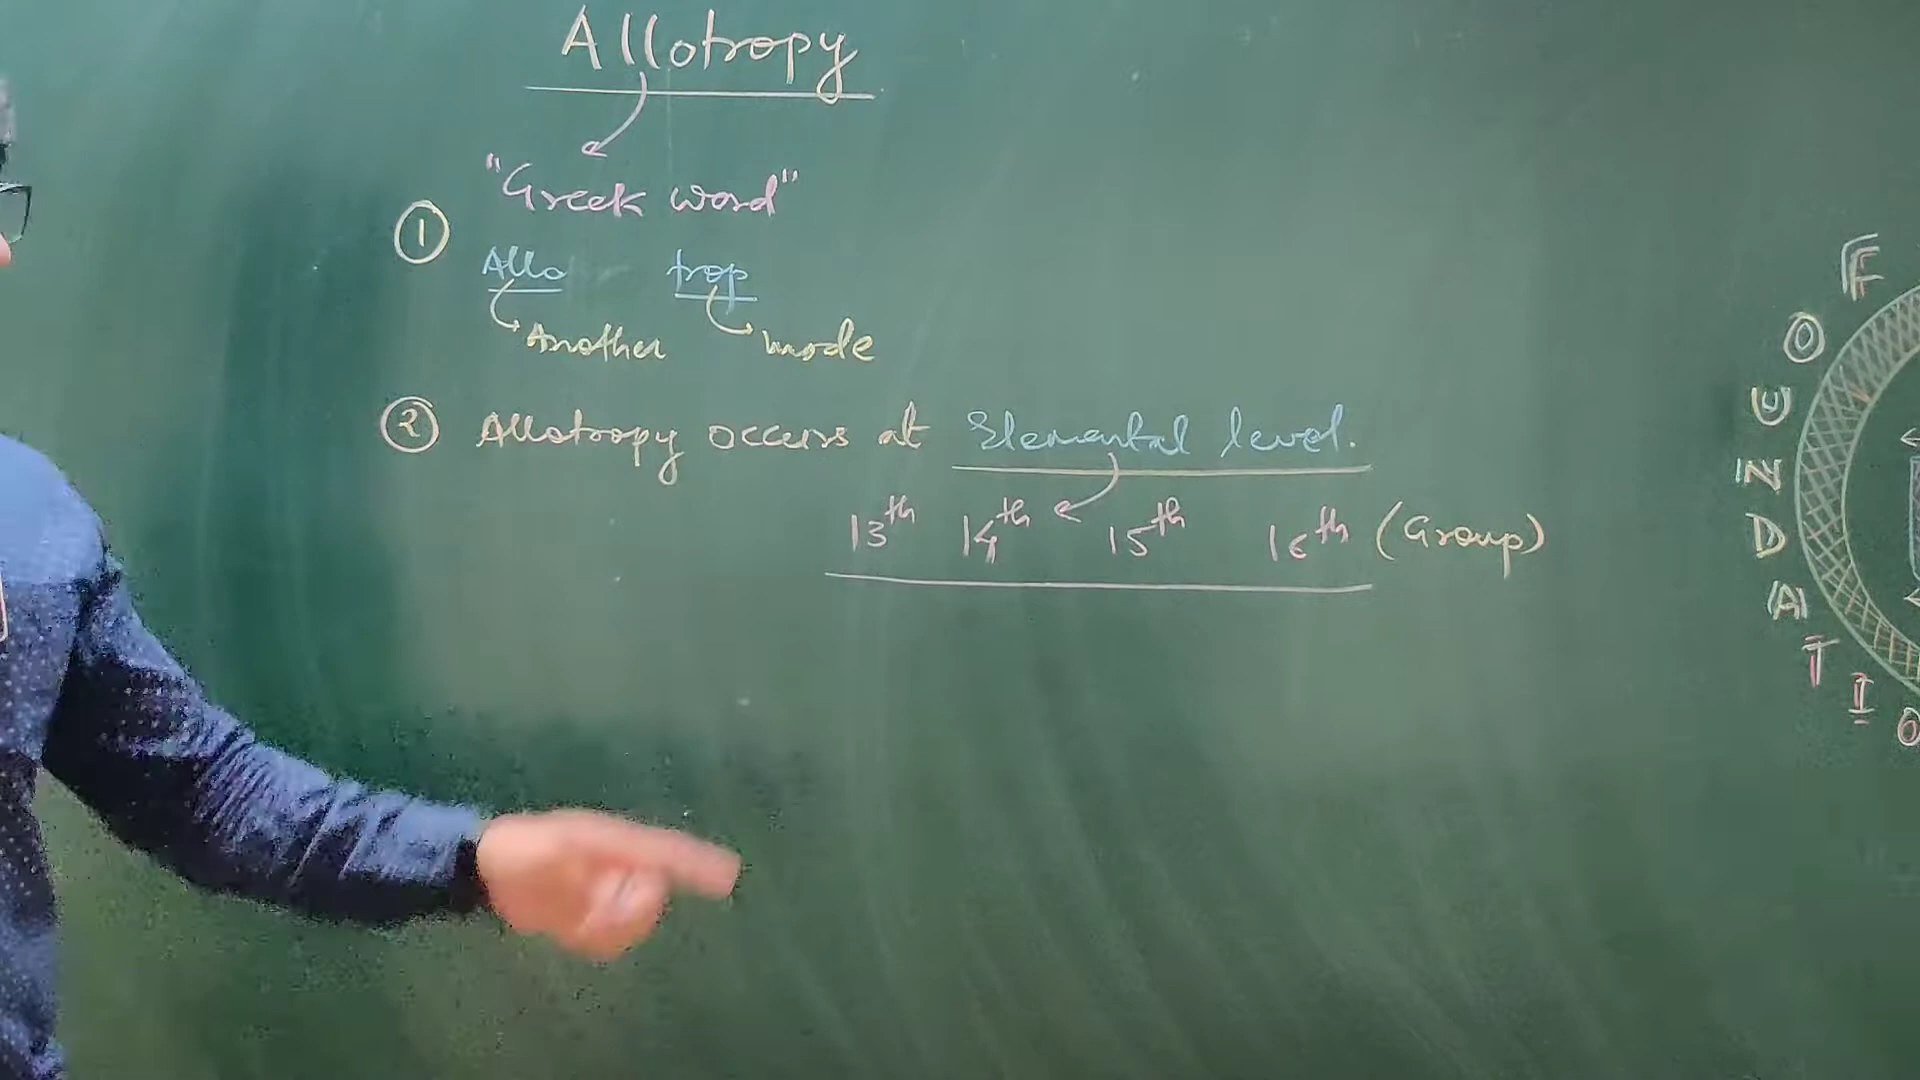 Allotropy
"Greek word"
① Allo trop
Another mode
② Allotropy occurs at Elemental level.
13th 14th 15th 16th (Group)
F
O
U
N
D
A
T
I
O